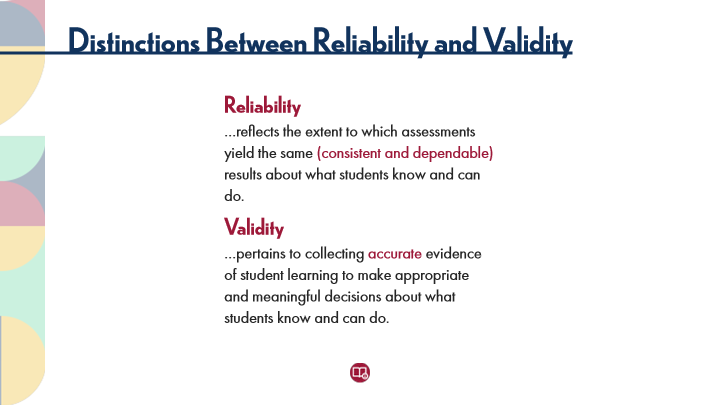 Distinctions Between Reliability and Validity
Reliability
...reflects the extent to which assessments
yield the same (consistent and dependable)
results about what students know and can
do.
Validity
...pertains to collecting accurate evidence
of student learning to make appropriate
and meaningful decisions about what
students know and can do.